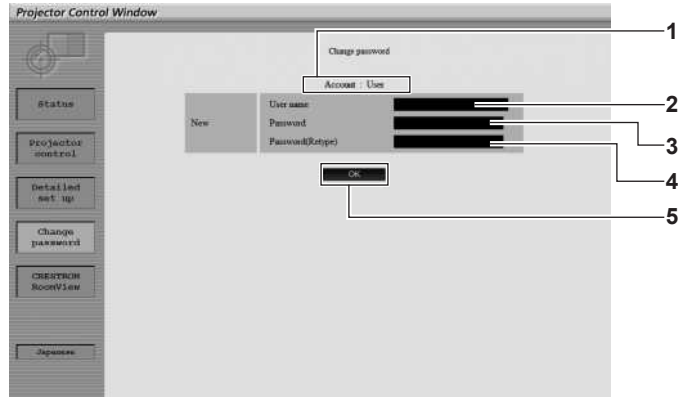 Projector Control Window
Change password
1
Account : User
Status
User name
2
New
Password
3
Projector
control
Password(Retype)
4
OK
Detailed
set up
5
Change
password
CRESTRON
RoomView
Japanese